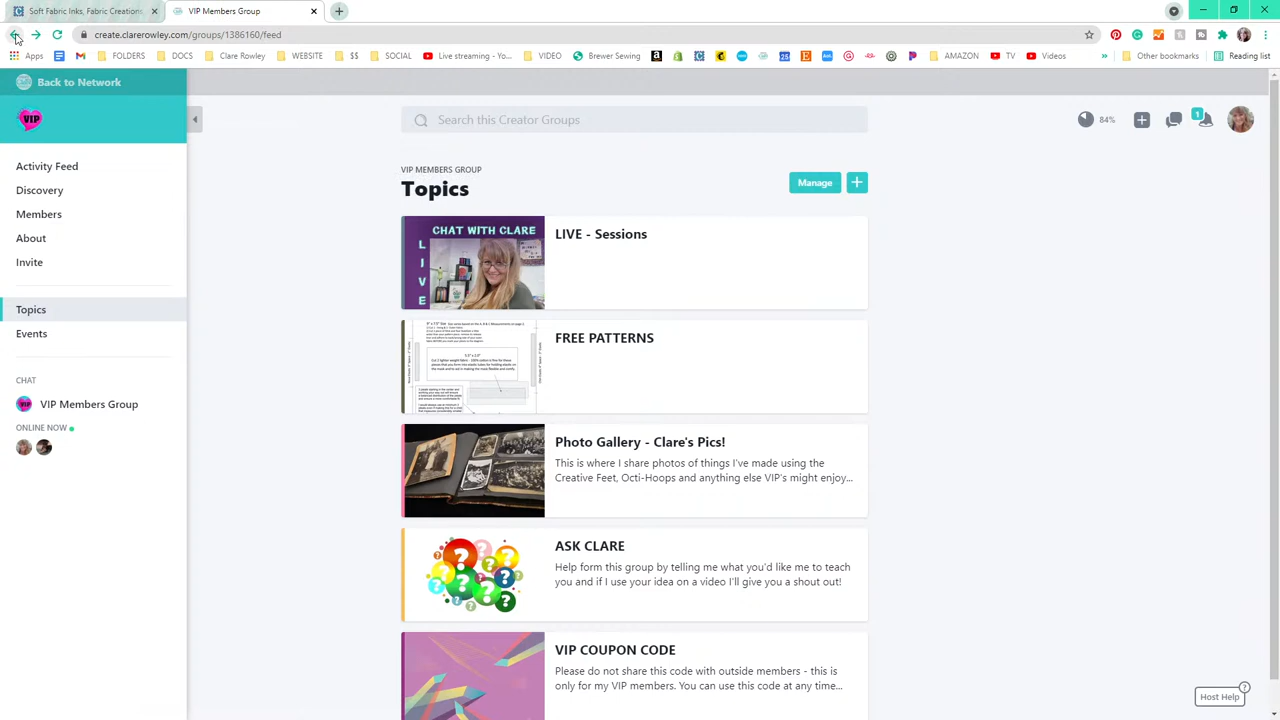 Soft Fabric Inks, Fabric Creations
VIP Members Group
create.clarerowley.com/groups/1386160/feed
Apps
FOLDERS
DOCS
Clare Rowley
WEBSITE
$$.
SOCIAL
Live streaming - Yo...
VIDEO
Brewer Sewing
AMAZON
TV
Videos
Other bookmarks
Reading list
Back to Network
VIP
Search this Creator Groups
84%
1
Activity Feed
Discovery
Members
About
Invite
Topics
Events
CHAT
VIP Members Group
ONLINE NOW
VIP MEMBERS GROUP
Topics
Manage
CHAT WITH CLARE
LIVE
LIVE - Sessions
FREE PATTERNS
Photo Gallery - Clare's Pics!
This is where I share photos of things I've made using the
Creative Feet, Octi-Hoops and anything else VIP's might enjoy...
ASK CLARE
Help form this group by telling me what you'd like me to teach
you and if I use your idea on a video I'll give you a shout out!
VIP COUPON CODE
Please do not share this code with outside members - this is
only for my VIP members. You can use this code at any time...
Host Help
?